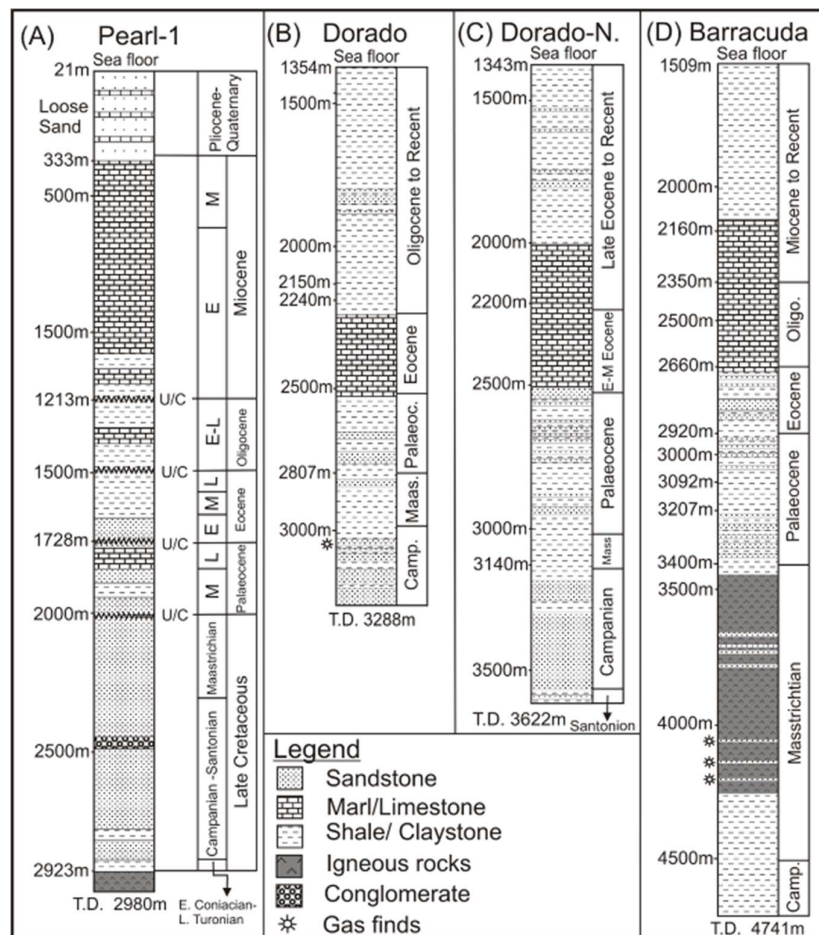 (A) Pearl-1
Sea floor
21m
Loose
Sand
333m
500m
1500m
1213m
1500m
1728m
2000m
2500m
2923m
T.D. 2980m
U/C
U/C
U/C
U/C
M
E
E-L
L
M
E
L
M
Maastrichian
Campanian -Santonian
E. Coniacian-
L. Turonian
Pliocene-
Quaternary
Miocene
Oligocene
Eocene
Palaeocene
Late Cretaceous
(B) Dorado
Sea floor
1354m
1500m
2000m
2150m
2240m
2500m
2807m
3000m
T.D. 3288m
Oligocene to Recent
Eocene
Palaeoc.
Maas.
Camp.
(C) Dorado-N.
Sea floor
1343m
1500m
2000m
2200m
2500m
3000m
3140m
3500m
T.D. 3622m
Late Eocene to Recent
E-M Eocene
Palaeocene
Mass
Campanian
Santonion
(D) Barracuda
Sea floor
1509m
2000m
2160m
2350m
2500m
2660m
2920m
3000m
3092m
3207m
3400m
3500m
4000m
4500m
T.D. 4741m
Miocene to Recent
Oligo.
Eocene
Palaeocene
Masstrichtian
Camp.
Legend
Sandstone
Marl/Limestone
Shale/ Claystone
Igneous rocks
Conglomerate
Gas finds